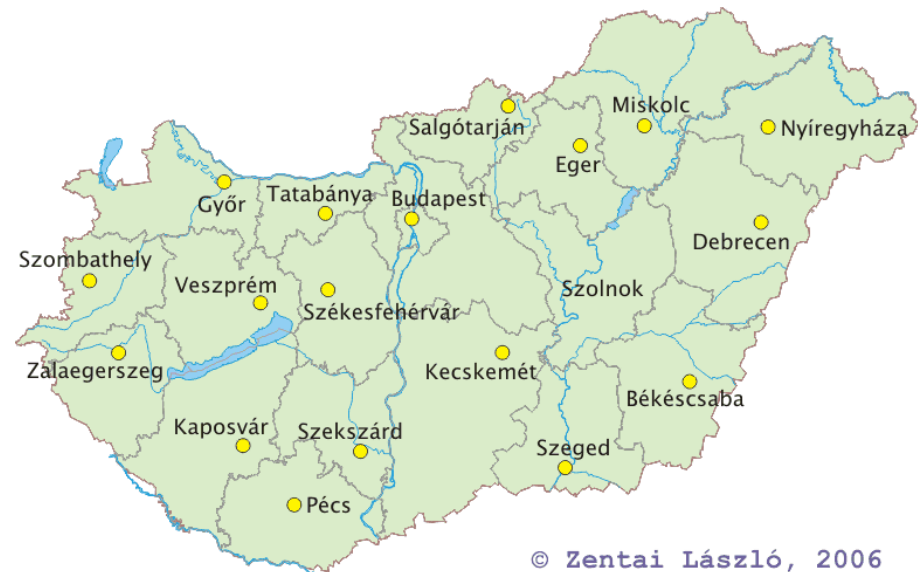 Miskolc
Salgótarján
Nyíregyháza
Eger
Tatabánya
Budapest
Győr
Debrecen
Szombathely
Veszprém
Szolnok
Székesfehérvár
Zalaegerszeg
Kecskemét
Békéscsaba
Kaposvár
Szekszárd
Szeged
Pécs
© Zentai László, 2006